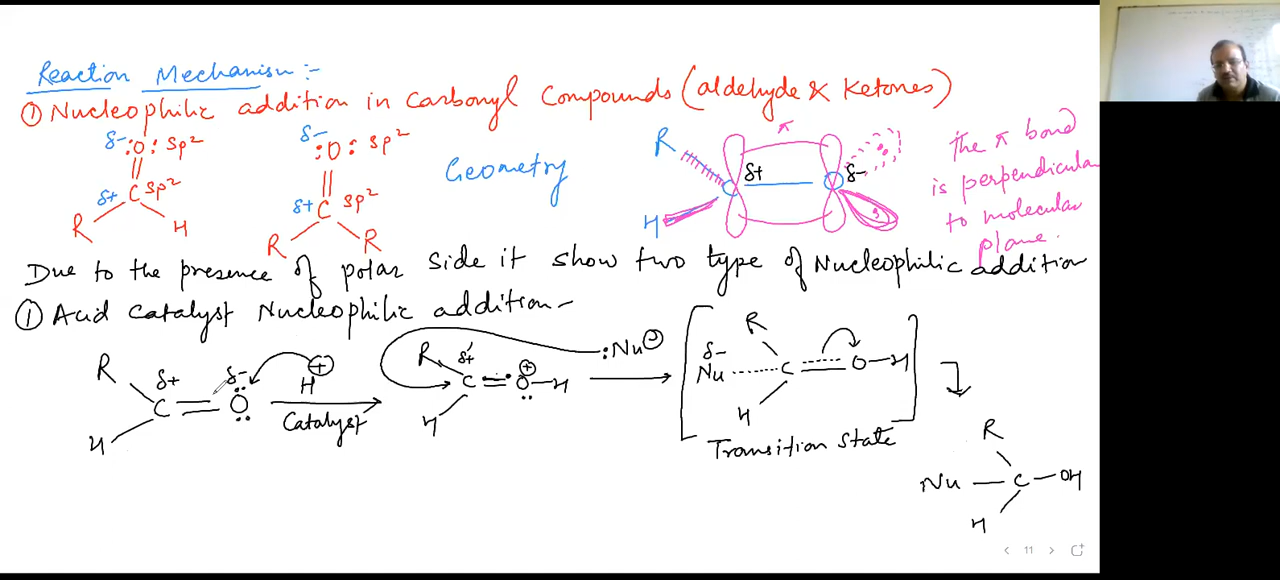 Reaction Mechanism :-
① Nucleophilic addition in Carbonyl Compounds (aldehyde & Ketones)
δ- :O: sp²
δ+ C sp²
R H
δ- :O: sp²
δ+ C sp²
R R
Geometry
R H δ+ π δ-
The π bond
is perpendicular
to molecular
plane.
Due to the presence of polar side it show two type of Nucleophilic addition
① Acid Catalyst Nucleophilic addition -
R H C δ+ O δ-
H +
Catalyst
R H C δ+ O + H
:Nu -
δ- Nu C R H O-H
Transition State
R
Nu — C — OH
H
< 11 >